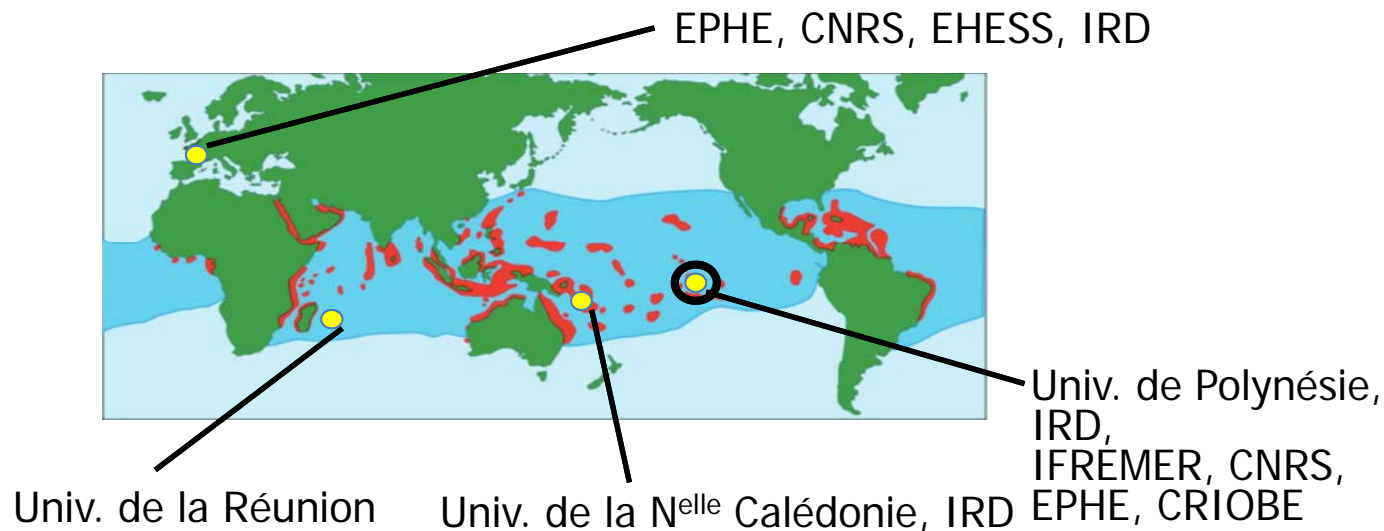 EPHE, CNRS, EHESS, IRD
Univ. de Polynésie,
IRD,
IFREMER, CNRS,
EPHE, CRIOBE
Univ. de la Réunion
Univ. de la Nelle Calédonie, IRD